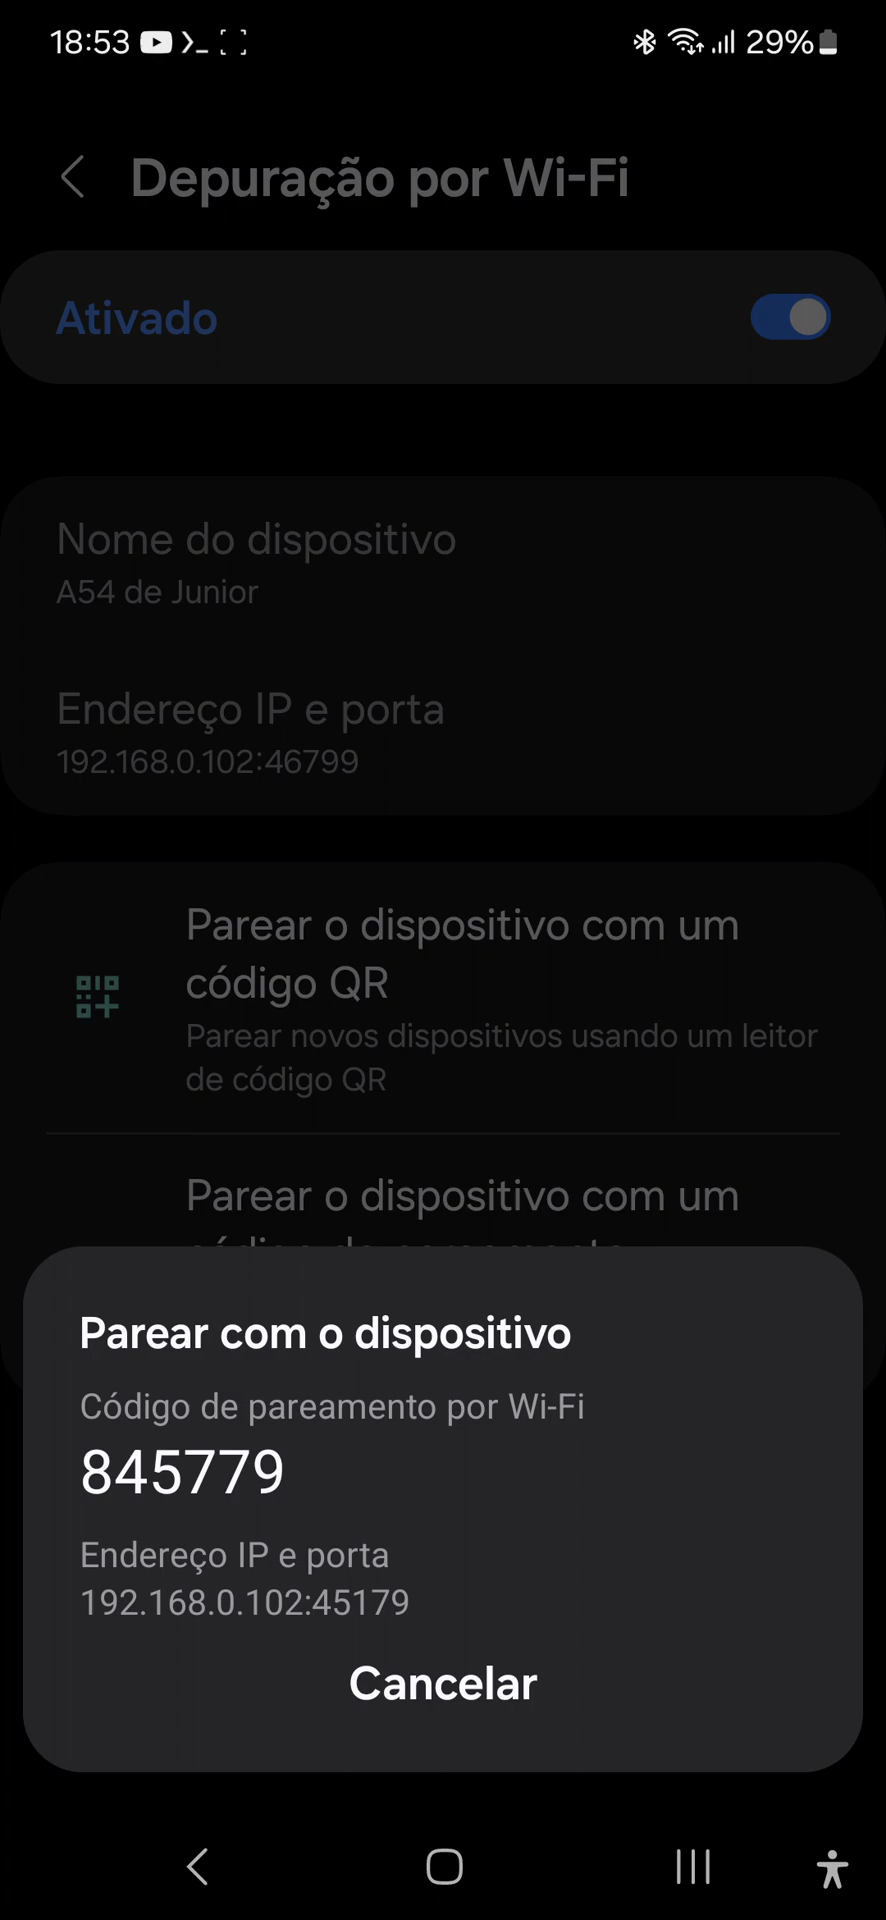 18:53
29%
Depuração por Wi-Fi
Ativado
Nome do dispositivo
A54 de Junior
Endereço IP e porta
192.168.0.102:46799
Parear o dispositivo com um
código QR
Parear novos dispositivos usando um leitor
de código QR
Parear o dispositivo com um
Parear com o dispositivo
Código de pareamento por Wi-Fi
845779
Endereço IP e porta
192.168.0.102:45179
Cancelar